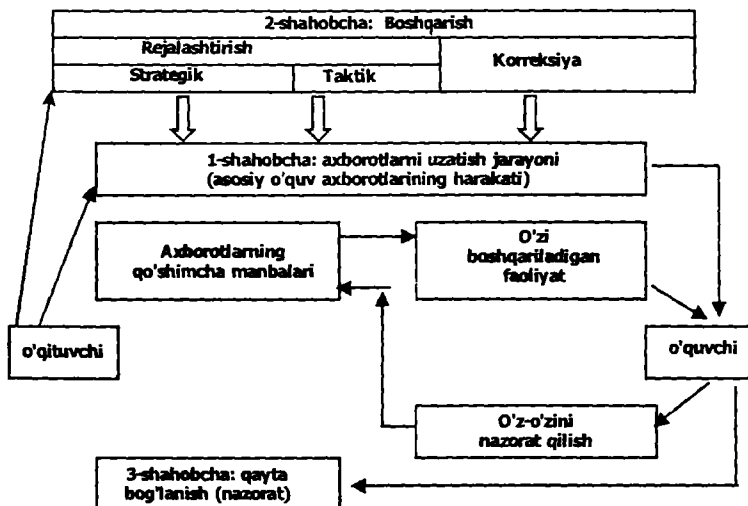 2-shahobcha: Boshqarish
Rejalashtirish
Korreksiya
Strategik
Taktik
1-shahobcha: axborotlarni uzatish jarayoni
(asosiy o'quv axborotlarining harakati)
Axborotlarning
qo'shimcha manbalari
O'zi
boshqariladigan
faoliyat
o'qituvchi
o'quvchi
O'z-o'zini
nazorat qilish
3-shahobcha: qayta
bog'lanish (nazorat)